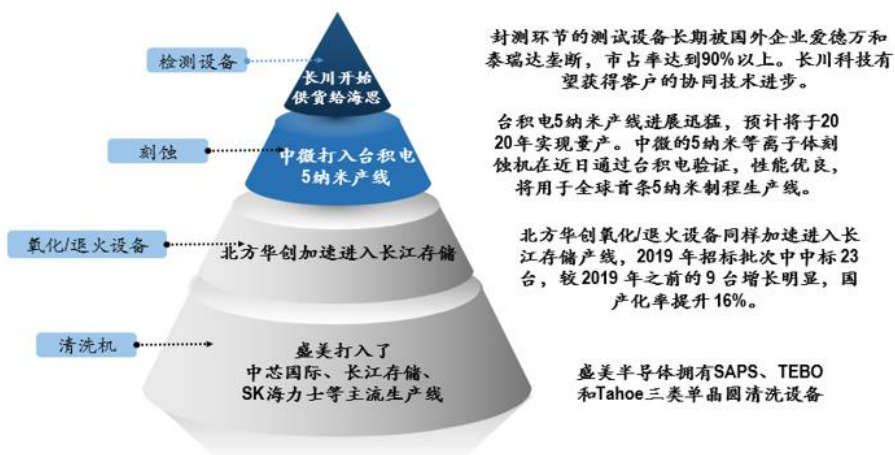 检测设备
长川开始
供货给海思
封测环节的测试设备长期被国外企业爱德万和
泰瑞达垄断，市占率达到90%以上。长川科技有
望获得客户的协同技术进步。
刻蚀
中微打入台积电
5纳米产线
台积电5纳米产线进展迅猛，预计将于20
20年实现量产。中微的5纳米等离子体刻
蚀机在近日通过台积电验证，性能优良，
将用于全球首条5纳米制程生产线。
氧化/退火设备
北方华创加速进入长江存储
北方华创氧化/退火设备同样加速进入长
江存储产线，2019 年招标批次中中标 23
台，较 2019 年之前的 9 台增长明显，国
产化率提升 16%。
清洗机
盛美打入了
中芯国际、长江存储、
SK海力士等主流生产线
盛美半导体拥有SAPS、TEBO
和Tahoe三类单晶圆清洗设备